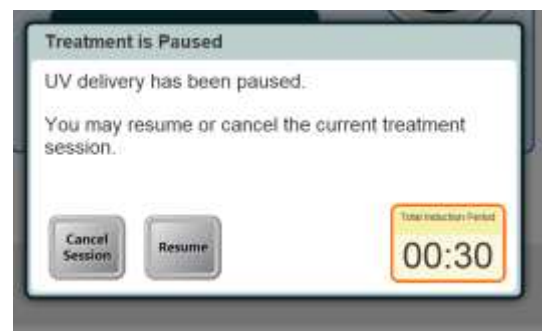 Treatment is Paused
UV delivery has been paused.
You may resume or cancel the current treatment
session.
Cancel
Session
Resume
Total Induction Period
00:30